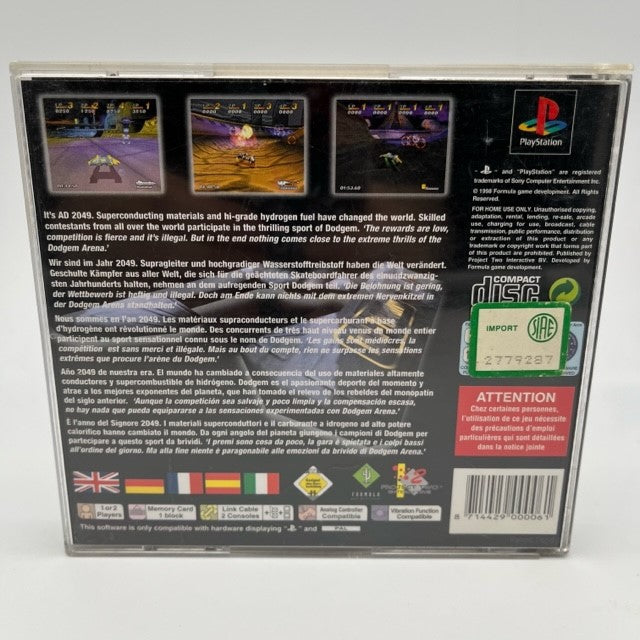 PlayStation
- PS - and "PlayStation" are registered
trademarks of Sony Computer Entertainment Inc.
© 1998 Formula game development. All Rights
Reserved.
FOR HOME USE ONLY. Unauthorised copying,
adaptation, rental, lending, re-sale, arcade
use, charging for use, broadcast, cable
transmission, public performance, distribution
or extraction of this product or any
trademark or copyright work that forms part
of this product are prohibited. Published by
Project Two Interactive BV. Developed by
Formula game development.
It's AD 2049. Superconducting materials and hi-grade hydrogen fuel have changed the world. Skilled
contestants from all over the world participate in the thrilling sport of Dodgem. 'The rewards are low,
competition is fierce and it's illegal. But in the end nothing comes close to the extreme thrills of the
Dodgem Arena.'
Wir sind im Jahr 2049. Supragleiter und hochgradiger Wasserstofftreibstoff haben die Welt verändert.
Geschulte Kämpfer aus aller Welt, die sich für die geächteten Skateboardfahrer des einundzwanzig-
sten Jahrhunderts halten, nehmen an dem aufregenden Sport Dodgem teil. 'Die Belohnung ist gering,
der Wettbewerb ist heftig und illegal. Doch am Ende kann nichts mit dem extremen Nervenkitzel in
der Dodgem Arena standhalten.'
Nous sommes en l'an 2049. Les matériaux supraconducteurs et le supercarburant à base
d'hydrogène ont révolutionné le monde. Des concurrents de très haut niveau venus du monde entier
participent au sport sensationnel connu sous le nom de Dodgem. 'Les gains sont médiocres, la
compétition est sans merci et illégale. Mais au bout du compte, rien ne surpasse les sensations
extrêmes que procure l'arène du Dodgem.'
Año 2049 de nuestra era. El mundo ha cambiado a consecuencia del uso de materiales altamente
conductores y supercombustible de hidrógeno. Dodgem es el apasionante deporte del momento y
atrae a los mejores exponentes del planeta, que han tomado el relevo de los rebeldes del monopatín
del siglo anterior. 'Aunque la competición sea salvaje y poco limpia y la compensación escasa,
no hay nada que pueda equipararse a las sensaciones experimentadas con Dodgem Arena.'
È l'anno del Signore 2049. I materiali superconduttori e il carburante a idrogeno ad alto potere
calorifico hanno cambiato il mondo. Da ogni angolo del pianeta giungono i campioni di Dodgem per
partecipare a questo sport da brividi. 'I premi sono cosa da poco, la gara è spietata e i colpi bassi
all'ordine del giorno. Ma alla fine niente è paragonabile alle emozioni da brivido di Dodgem Arena.'
COMPACT
disc
IMPORT
SIAE
2779287
ATTENTION
Chez certaines personnes,
l'utilisation de ce jeu nécessite
des précautions d'emploi
particulières qui sont détaillées
dans la notice jointe
FORMULA
1 or 2
Players
Memory Card
1 block
Link Cable
2 Consoles
Analog Controller
Compatible
Vibration Function
Compatible
This software is only compatible with hardware displaying "PS" and PAL
8 714429 000061